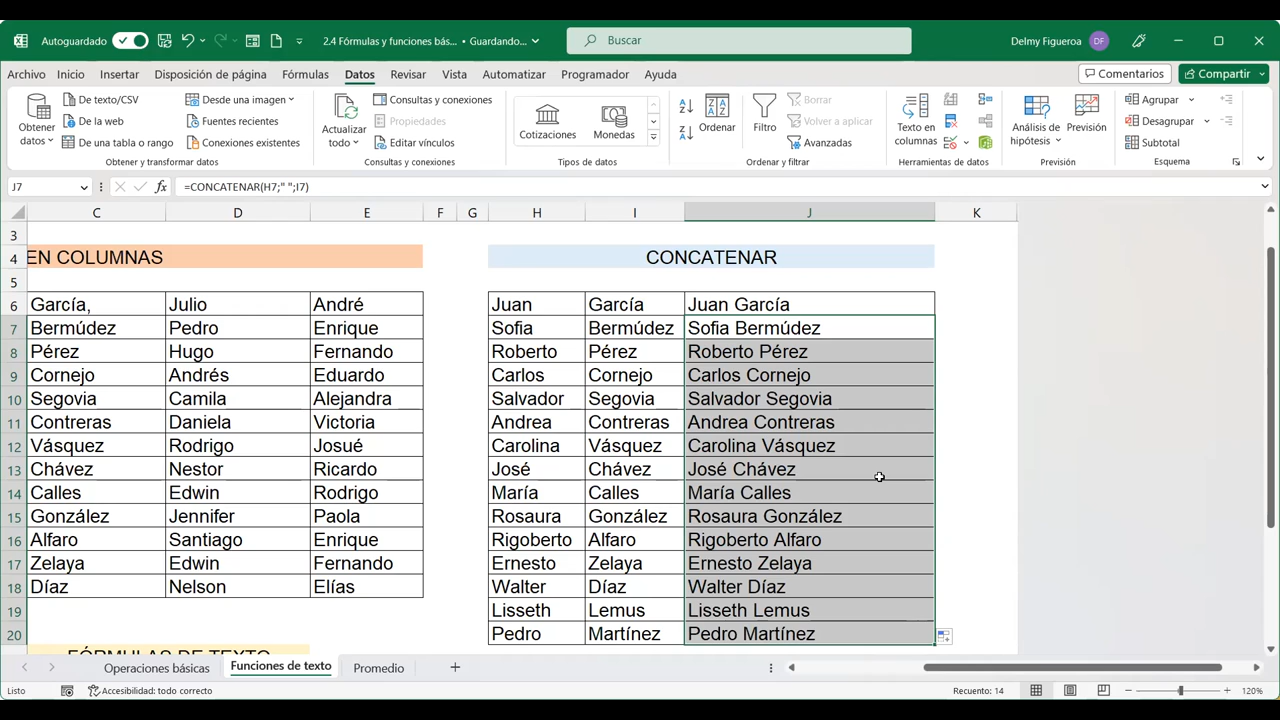 Autoguardado 2.4 Fórmulas y funciones bás... • Guardando... Buscar Delmy Figueroa DF
Archivo Inicio Insertar Disposición de página Fórmulas Datos Revisar Vista Automatizar Programador Ayuda Comentarios Compartir
Obtener datos
De texto/CSV
De la web
De una tabla o rango
Desde una imagen
Fuentes recientes
Conexiones existentes
Obtener y transformar datos
Actualizar todo
Consultas y conexiones
Propiedades
Editar vínculos
Consultas y conexiones
Cotizaciones
Monedas
Tipos de datos
Ordenar
Filtro
Borrar
Volver a aplicar
Avanzadas
Ordenar y filtrar
Texto en columnas
Herramientas de datos
Análisis de hipótesis
Previsión
Previsión
Agrupar
Desagrupar
Subtotal
Esquema
J7 fx =CONCATENAR(H7;" ";I7)
C D E F G H I J K
3
4 EN COLUMNAS CONCATENAR
5
6 García, Julio André Juan García Juan García
7 Bermúdez Pedro Enrique Sofia Bermúdez Sofia Bermúdez
8 Pérez Hugo Fernando Roberto Pérez Roberto Pérez
9 Cornejo Andrés Eduardo Carlos Cornejo Carlos Cornejo
10 Segovia Camila Alejandra Salvador Segovia Salvador Segovia
11 Contreras Daniela Victoria Andrea Contreras Andrea Contreras
12 Vásquez Rodrigo Josué Carolina Vásquez Carolina Vásquez
13 Chávez Nestor Ricardo José Chávez José Chávez
14 Calles Edwin Rodrigo María Calles María Calles
15 González Jennifer Paola Rosaura González Rosaura González
16 Alfaro Santiago Enrique Rigoberto Alfaro Rigoberto Alfaro
17 Zelaya Edwin Fernando Ernesto Zelaya Ernesto Zelaya
18 Díaz Nelson Elías Walter Díaz Walter Díaz
19 Lisseth Lemus Lisseth Lemus
20 Pedro Martínez Pedro Martínez
FÓRMULAS DE TEXTO
Operaciones básicas Funciones de texto Promedio
Listo Accesibilidad: todo correcto Recuento: 14 120%